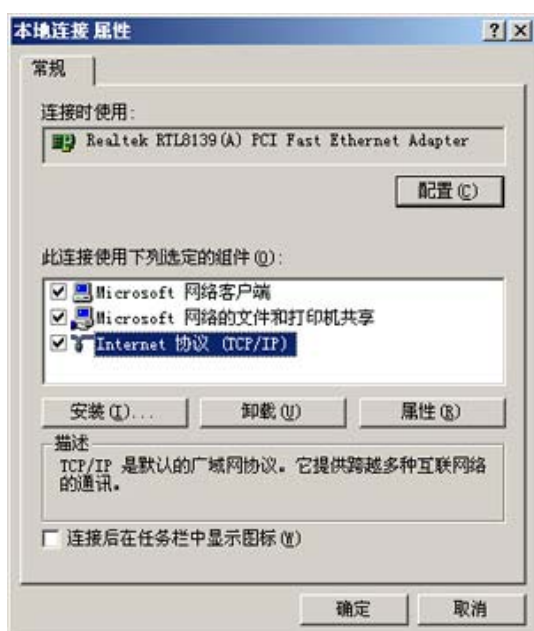 本地连接 属性
常规
连接时使用:
Realtek RTL8139(A) PCI Fast Ethernet Adapter
配置(C)
此连接使用下列选定的组件(O):
Microsoft 网络客户端
Microsoft 网络的文件和打印机共享
Internet 协议 (TCP/IP)
安装(I)...
卸载(U)
属性(R)
描述
TCP/IP 是默认的广域网协议。它提供跨越多种互联网络
的通讯。
连接后在任务栏中显示图标(W)
确定
取消